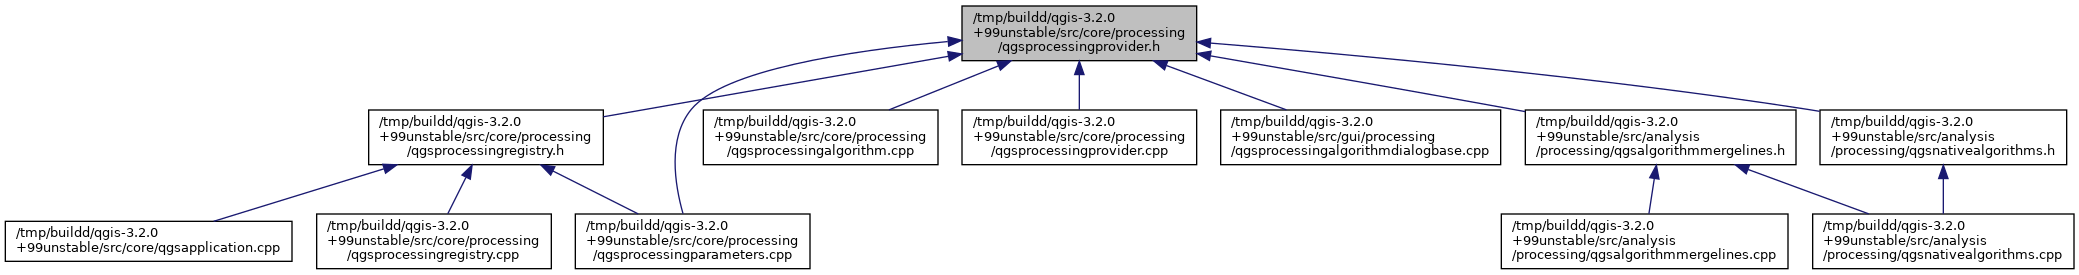 /tmp/buildd/qgis-3.2.0
+99unstable/src/core/processing
/qgsprocessingprovider.h
/tmp/buildd/qgis-3.2.0
+99unstable/src/core/processing
/qgsprocessingregistry.h
/tmp/buildd/qgis-3.2.0
+99unstable/src/core/processing
/qgsprocessingalgorithm.cpp
/tmp/buildd/qgis-3.2.0
+99unstable/src/core/processing
/qgsprocessingprovider.cpp
/tmp/buildd/qgis-3.2.0
+99unstable/src/gui/processing
/qgsprocessingalgorithmdialogbase.cpp
/tmp/buildd/qgis-3.2.0
+99unstable/src/analysis
/processing/qgsalgorithmmergelines.h
/tmp/buildd/qgis-3.2.0
+99unstable/src/analysis
/processing/qgsnativealgorithms.h
/tmp/buildd/qgis-3.2.0
+99unstable/src/core/qgsapplication.cpp
/tmp/buildd/qgis-3.2.0
+99unstable/src/core/processing
/qgsprocessingregistry.cpp
/tmp/buildd/qgis-3.2.0
+99unstable/src/core/processing
/qgsprocessingparameters.cpp
/tmp/buildd/qgis-3.2.0
+99unstable/src/analysis
/processing/qgsalgorithmmergelines.cpp
/tmp/buildd/qgis-3.2.0
+99unstable/src/analysis
/processing/qgsnativealgorithms.cpp